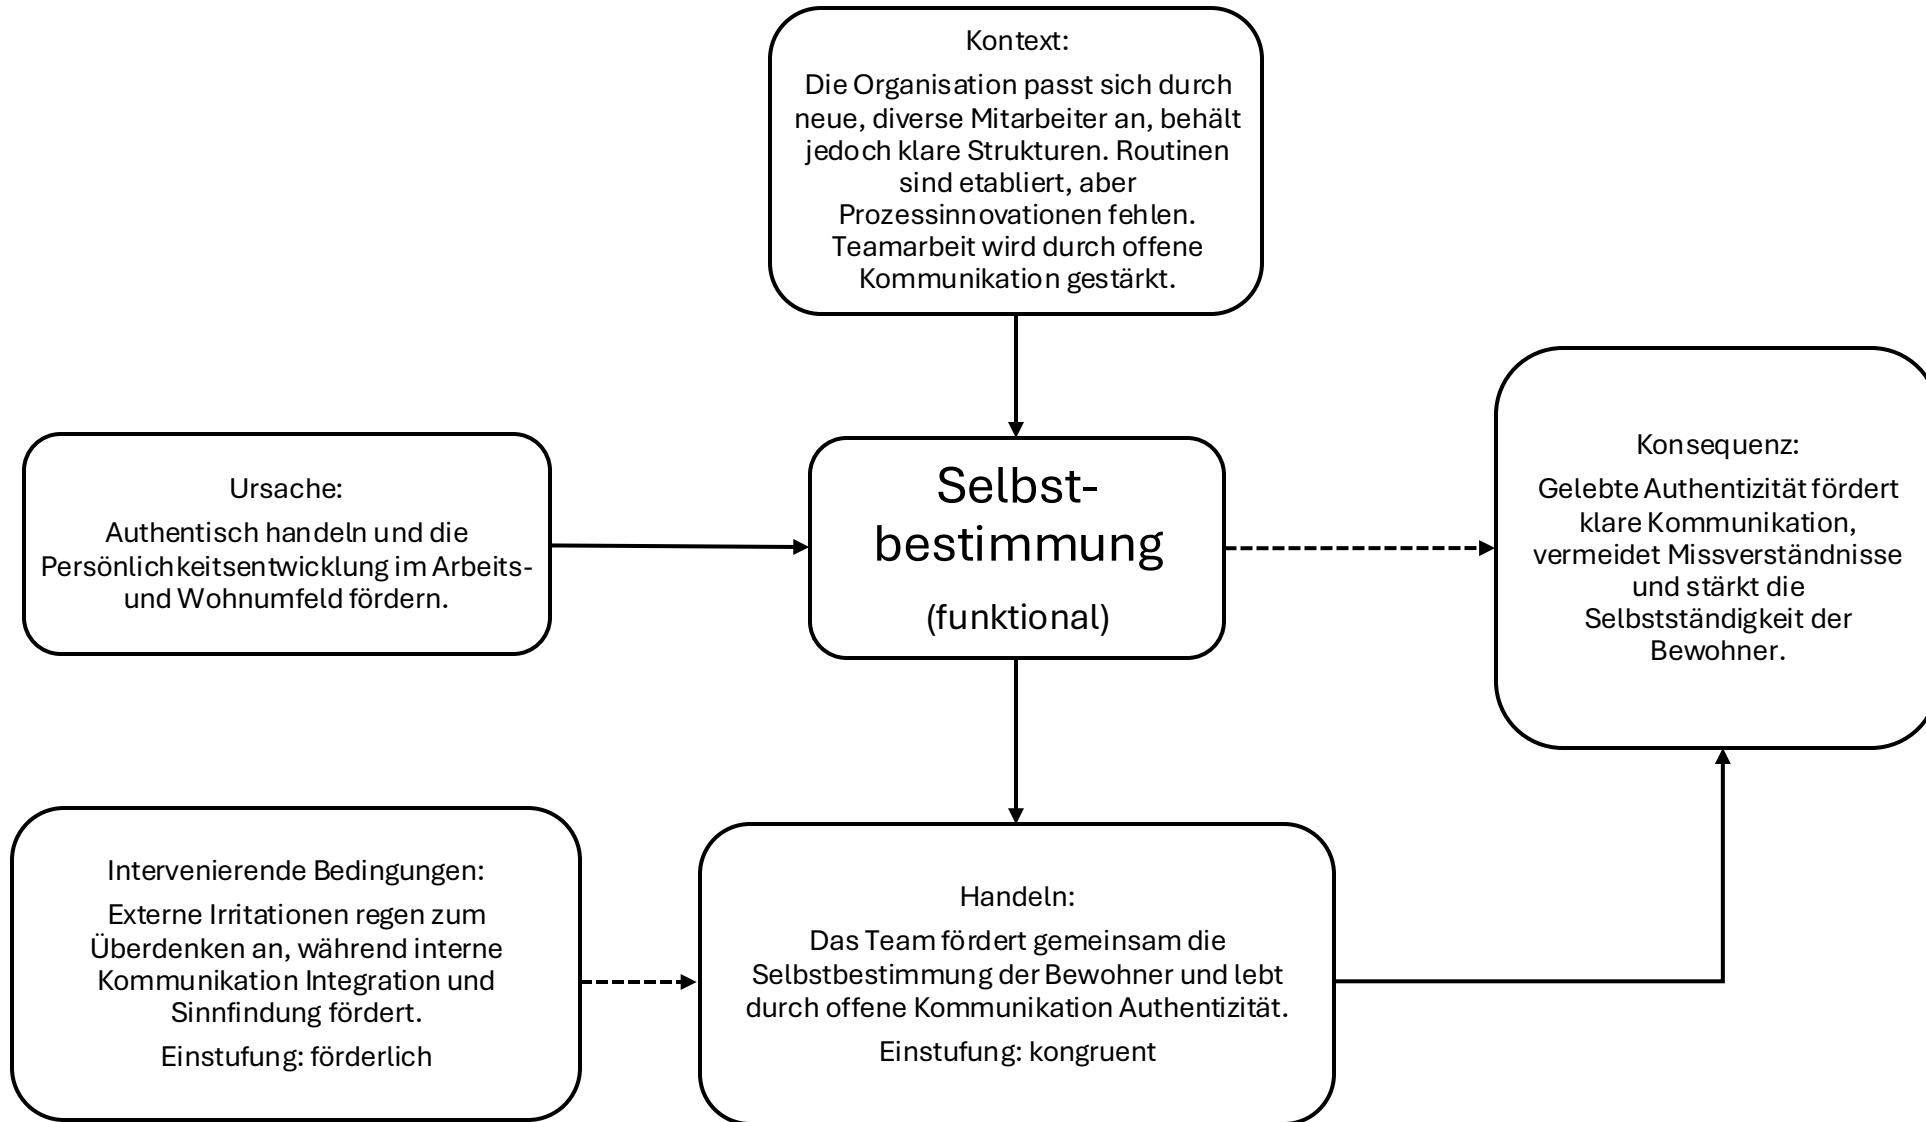 Kontext:
Die Organisation passt sich durch
neue, diverse Mitarbeiter an, behält
jedoch klare Strukturen. Routinen
sind etabliert, aber
Prozessinnovationen fehlen.
Teamarbeit wird durch offene
Kommunikation gestärkt.
Ursache:
Authentisch handeln und die
Persönlichkeitsentwicklung im Arbeits-
und Wohnumfeld fördern.
Selbst-
bestimmung
(funktional)
Konsequenz:
Gelebte Authentizität fördert
klare Kommunikation,
vermeidet Missverständnisse
und stärkt die
Selbstständigkeit der
Bewohner.
Intervenierende Bedingungen:
Externe Irritationen regen zum
Überdenken an, während interne
Kommunikation Integration und
Sinnfindung fördert.
Einstufung: förderlich
Handeln:
Das Team fördert gemeinsam die
Selbstbestimmung der Bewohner und lebt
durch offene Kommunikation Authentizität.
Einstufung: kongruent